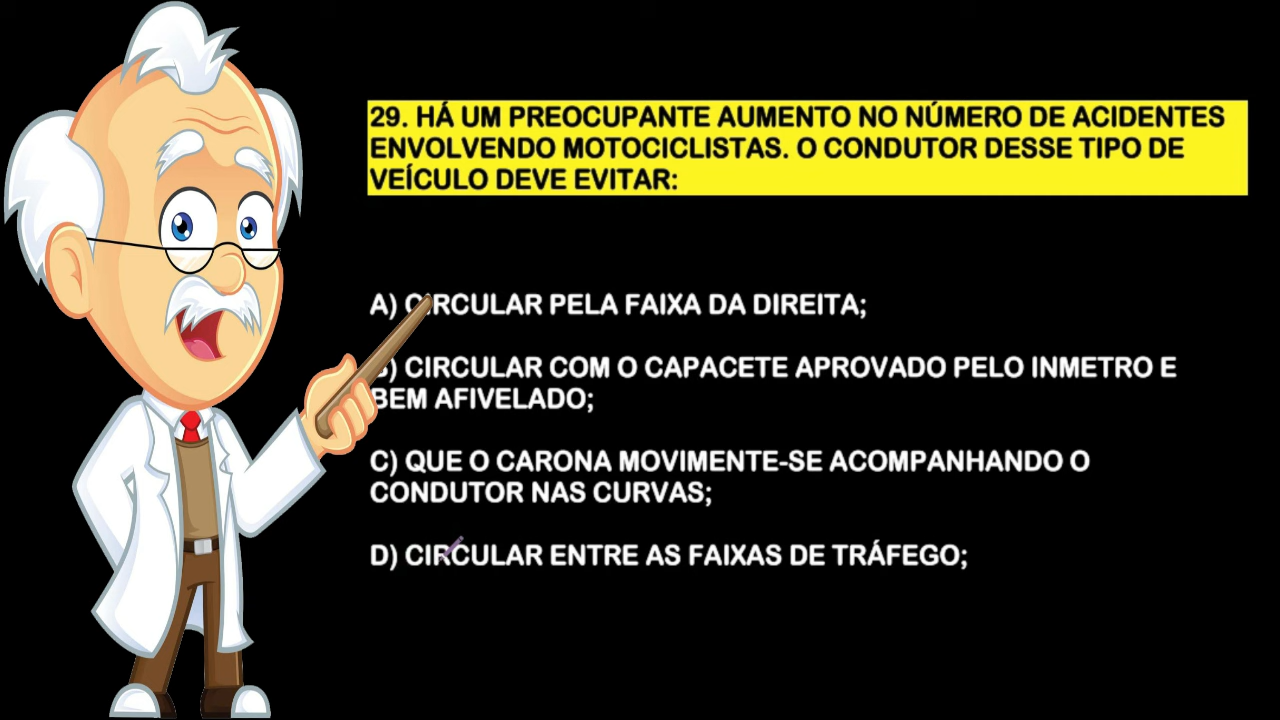 29. HÁ UM PREOCUPANTE AUMENTO NO NÚMERO DE ACIDENTES
ENVOLVENDO MOTOCICLISTAS. O CONDUTOR DESSE TIPO DE
VEÍCULO DEVE EVITAR:
A) CIRCULAR PELA FAIXA DA DIREITA;
B) CIRCULAR COM O CAPACETE APROVADO PELO INMETRO E
BEM AFIVELADO;
C) QUE O CARONA MOVIMENTE-SE ACOMPANHANDO O
CONDUTOR NAS CURVAS;
D) CIRCULAR ENTRE AS FAIXAS DE TRÁFEGO;